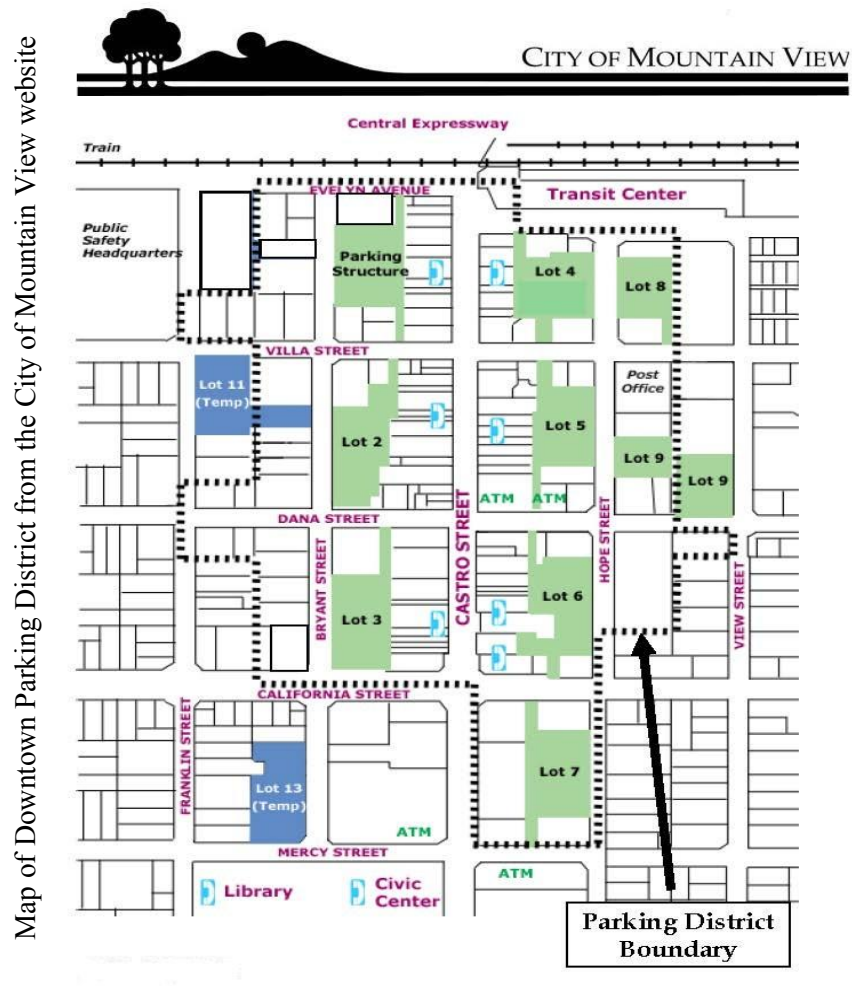 Map of Downtown Parking District from the City of Mountain View website
CITY OF MOUNTAIN VIEW
Central Expressway
Train
EVELYN AVENUE
Transit Center
Public
Safety
Headquarters
Parking
Structure
Lot 4
Lot 8
VILLA STREET
Lot 11
(Temp)
Post
Office
Lot 2
Lot 5
Lot 9
Lot 9
ATM
ATM
DANA STREET
CASTRO STREET
HOPE STREET
BRYANT STREET
VIEW STREET
Lot 3
Lot 6
CALIFORNIA STREET
FRANKLIN STREET
Lot 13
(Temp)
Lot 7
ATM
MERCY STREET
ATM
Library
Civic
Center
Parking District
Boundary